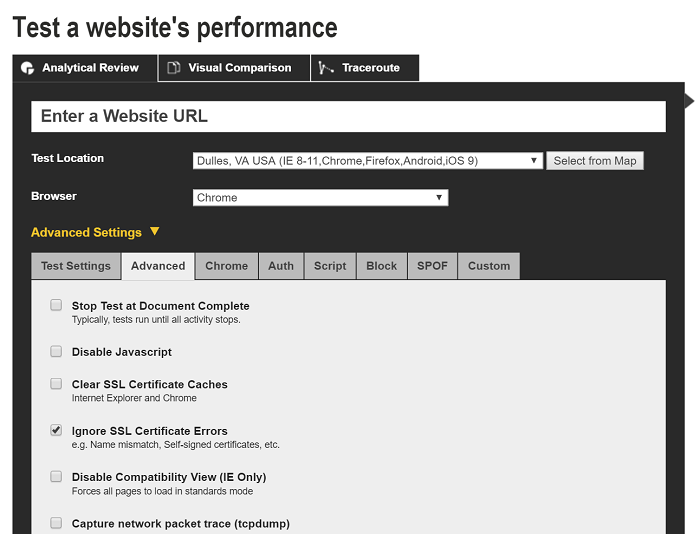 Test a website's performance
Analytical Review
Visual Comparison
Traceroute
Enter a Website URL
Test Location
Dulles, VA USA (IE 8-11,Chrome,Firefox,Android,iOS 9)
Select from Map
Browser
Chrome
Advanced Settings
Test Settings
Advanced
Chrome
Auth
Script
Block
SPOF
Custom
Stop Test at Document Complete
Typically, tests run until all activity stops.
Disable Javascript
Clear SSL Certificate Caches
Internet Explorer and Chrome
Ignore SSL Certificate Errors
e.g. Name mismatch, Self-signed certificates, etc.
Disable Compatibility View (IE Only)
Forces all pages to load in standards mode
Capture network packet trace (tcpdump)